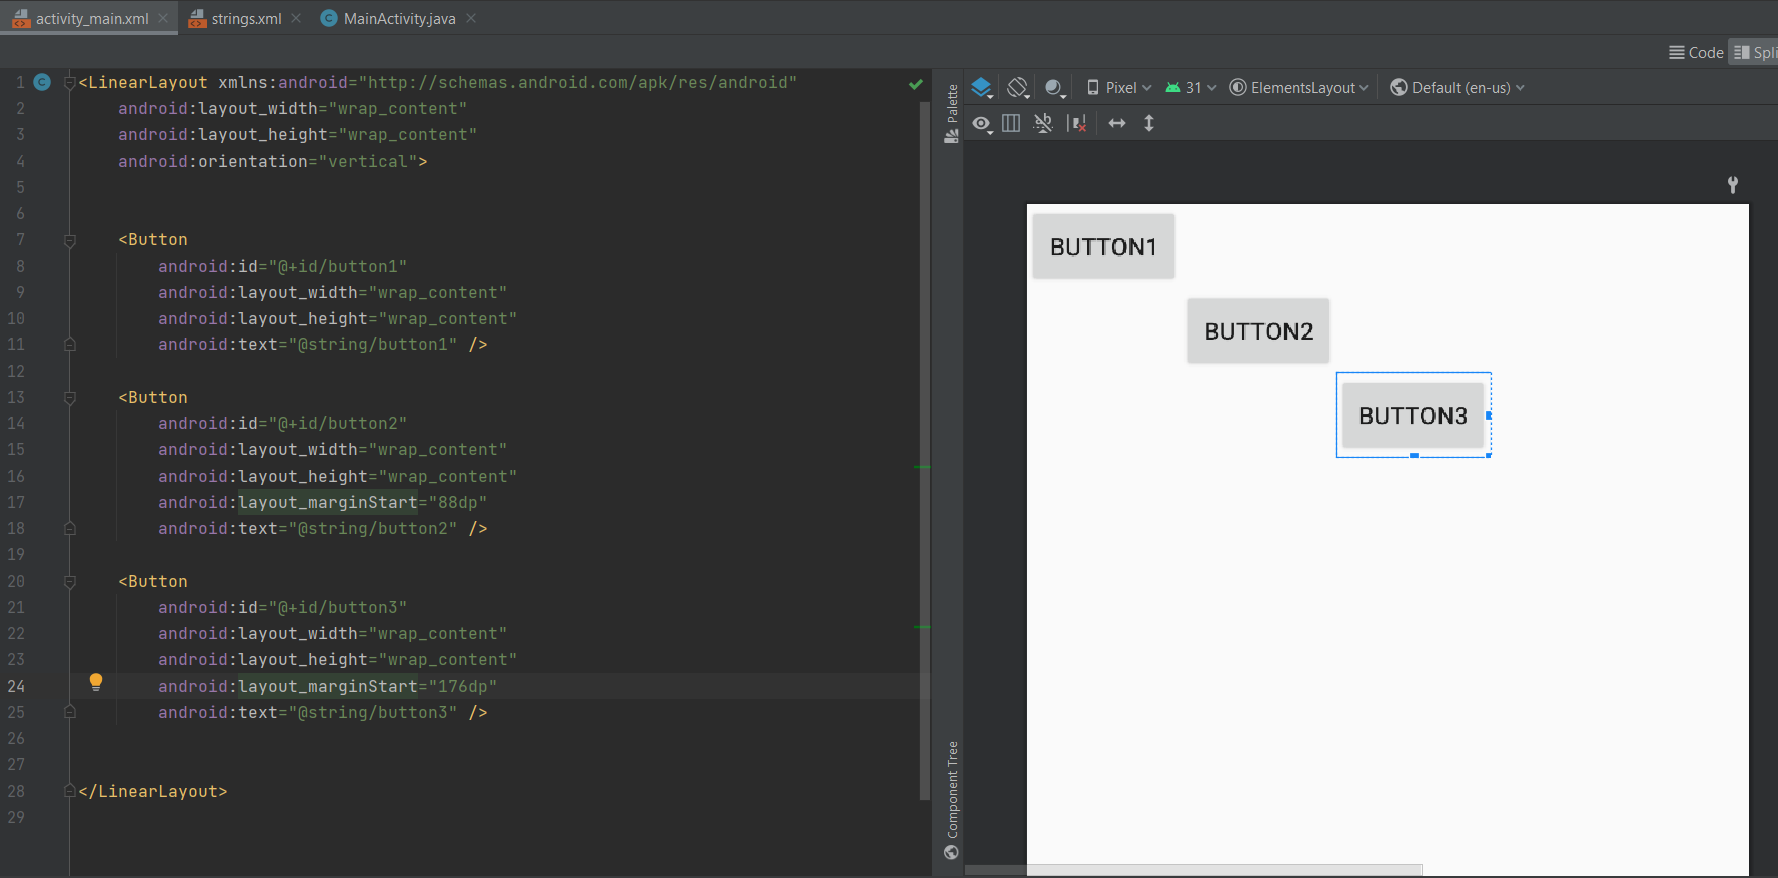 activity_main.xml strings.xml MainActivity.java
Code Spli
1 <LinearLayout xmlns:android="http://schemas.android.com/apk/res/android"
2 android:layout_width="wrap_content"
3 android:layout_height="wrap_content"
4 android:orientation="vertical">
5
6
7 <Button
8 android:id="@+id/button1"
9 android:layout_width="wrap_content"
10 android:layout_height="wrap_content"
11 android:text="@string/button1" />
12
13 <Button
14 android:id="@+id/button2"
15 android:layout_width="wrap_content"
16 android:layout_height="wrap_content"
17 android:layout_marginStart="88dp"
18 android:text="@string/button2" />
19
20 <Button
21 android:id="@+id/button3"
22 android:layout_width="wrap_content"
23 android:layout_height="wrap_content"
24 android:layout_marginStart="176dp"
25 android:text="@string/button3" />
26
27
28 </LinearLayout>
29
Palette
Component Tree
Pixel 31 ElementsLayout Default (en-us)
BUTTON1
BUTTON2
BUTTON3